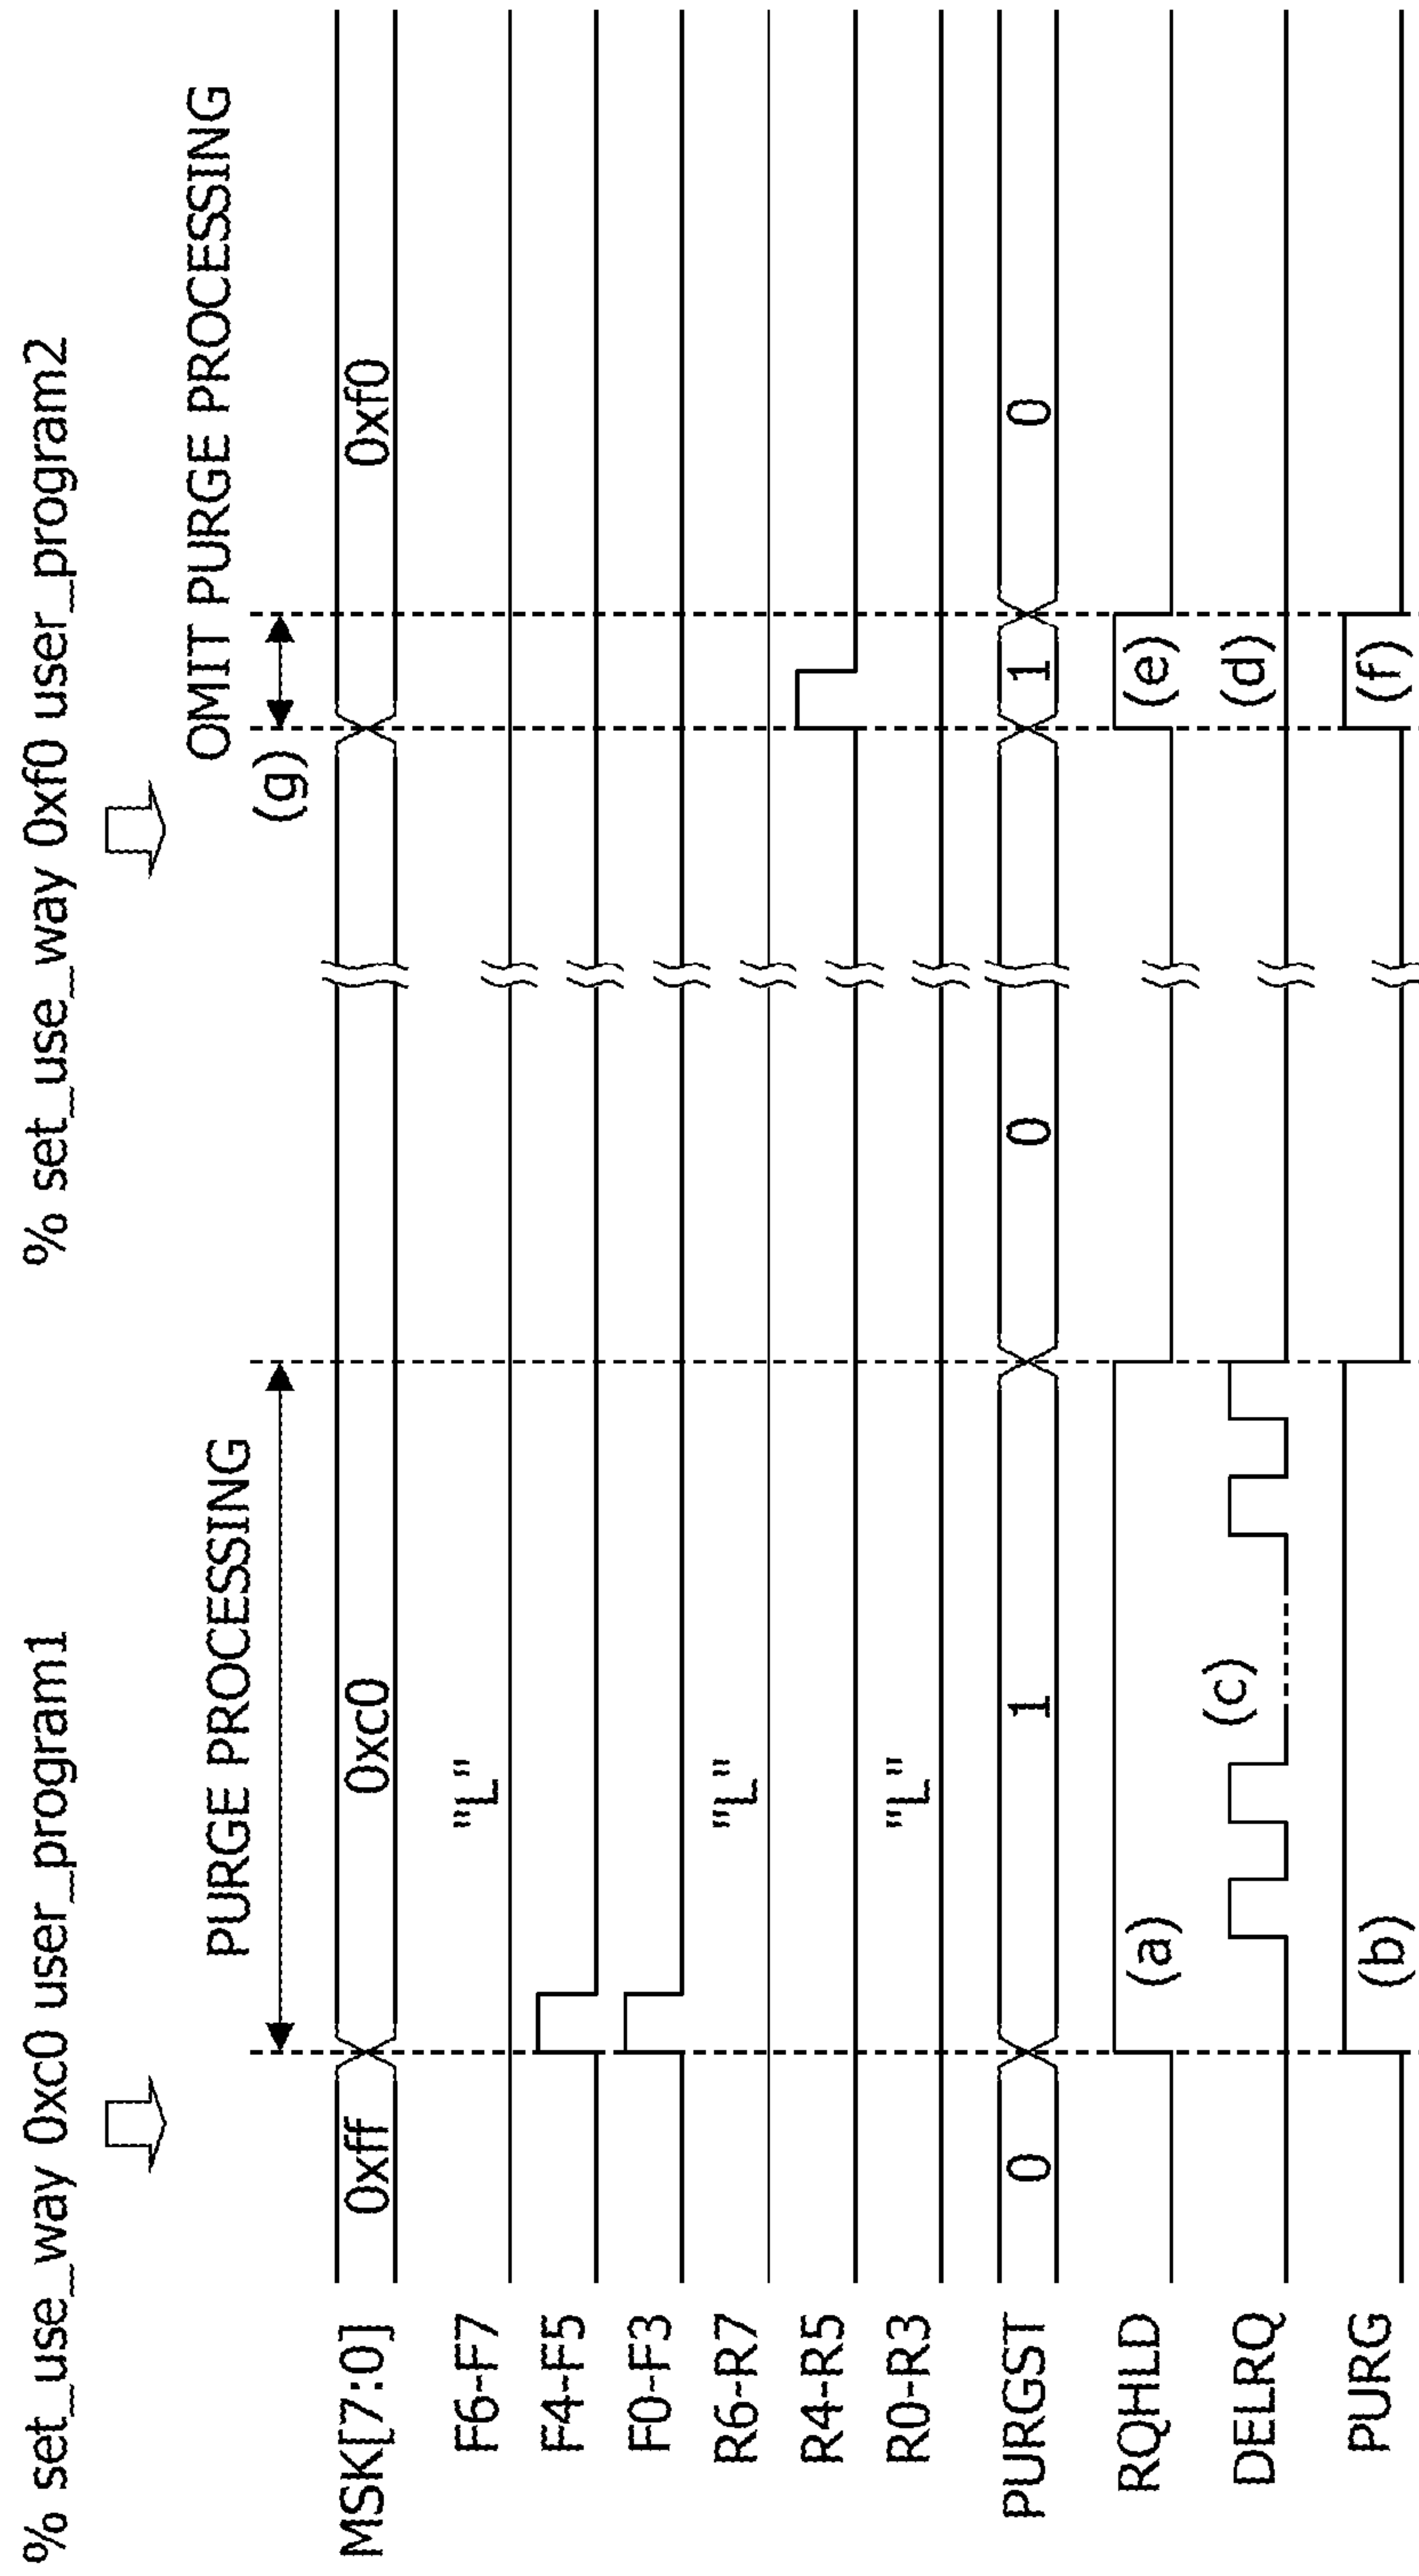 % set_use_way 0xc0 user_program1
% set_use_way 0xf0 user_program2
PURGE PROCESSING
OMIT PURGE PROCESSING
(g)
MSK[7:0] 0xff 0xc0 0xf0
F6-F7 "L"
F4-F5
F0-F3
R6-R7 "L"
R4-R5
R0-R3 "L"
PURGST 0 1 0 1 0
RQHLD (a) (e)
DELRQ (c) (d)
PURG (b) (f)